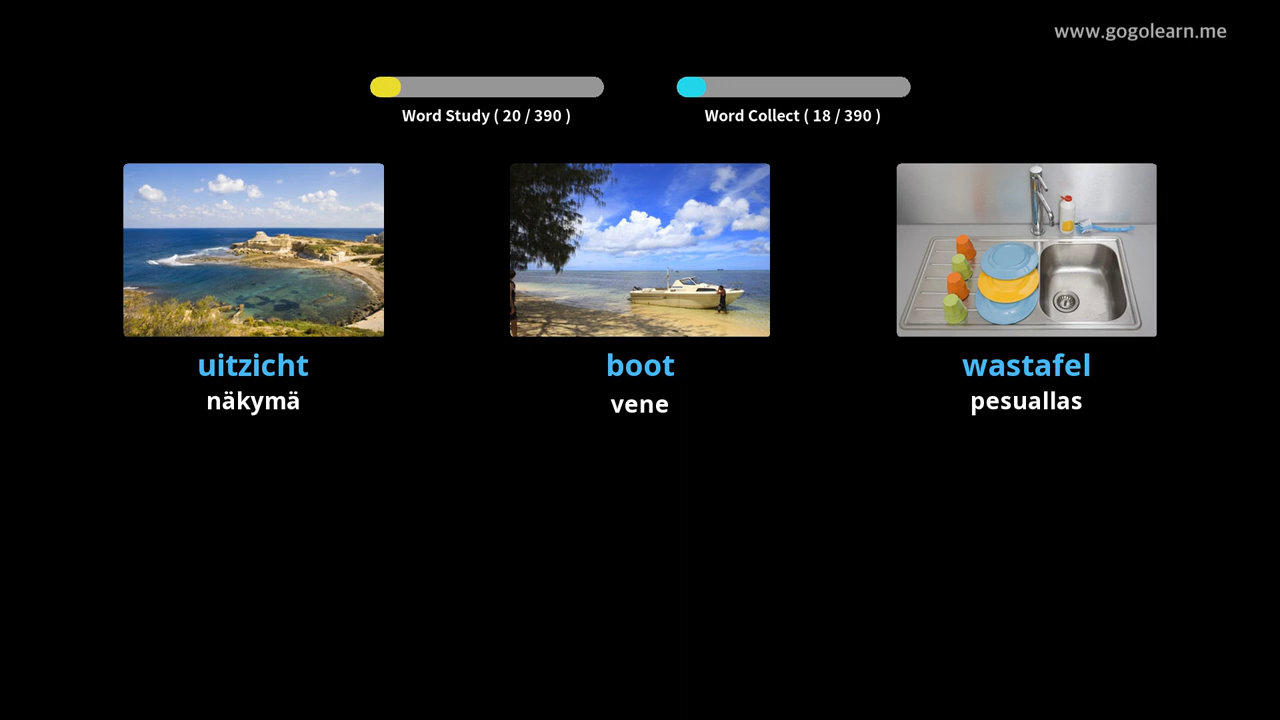 www.gogolearn.me
Word Study ( 20 / 390 )
Word Collect ( 18 / 390 )
uitzicht
näkymä
boot
vene
wastafel
pesuallas